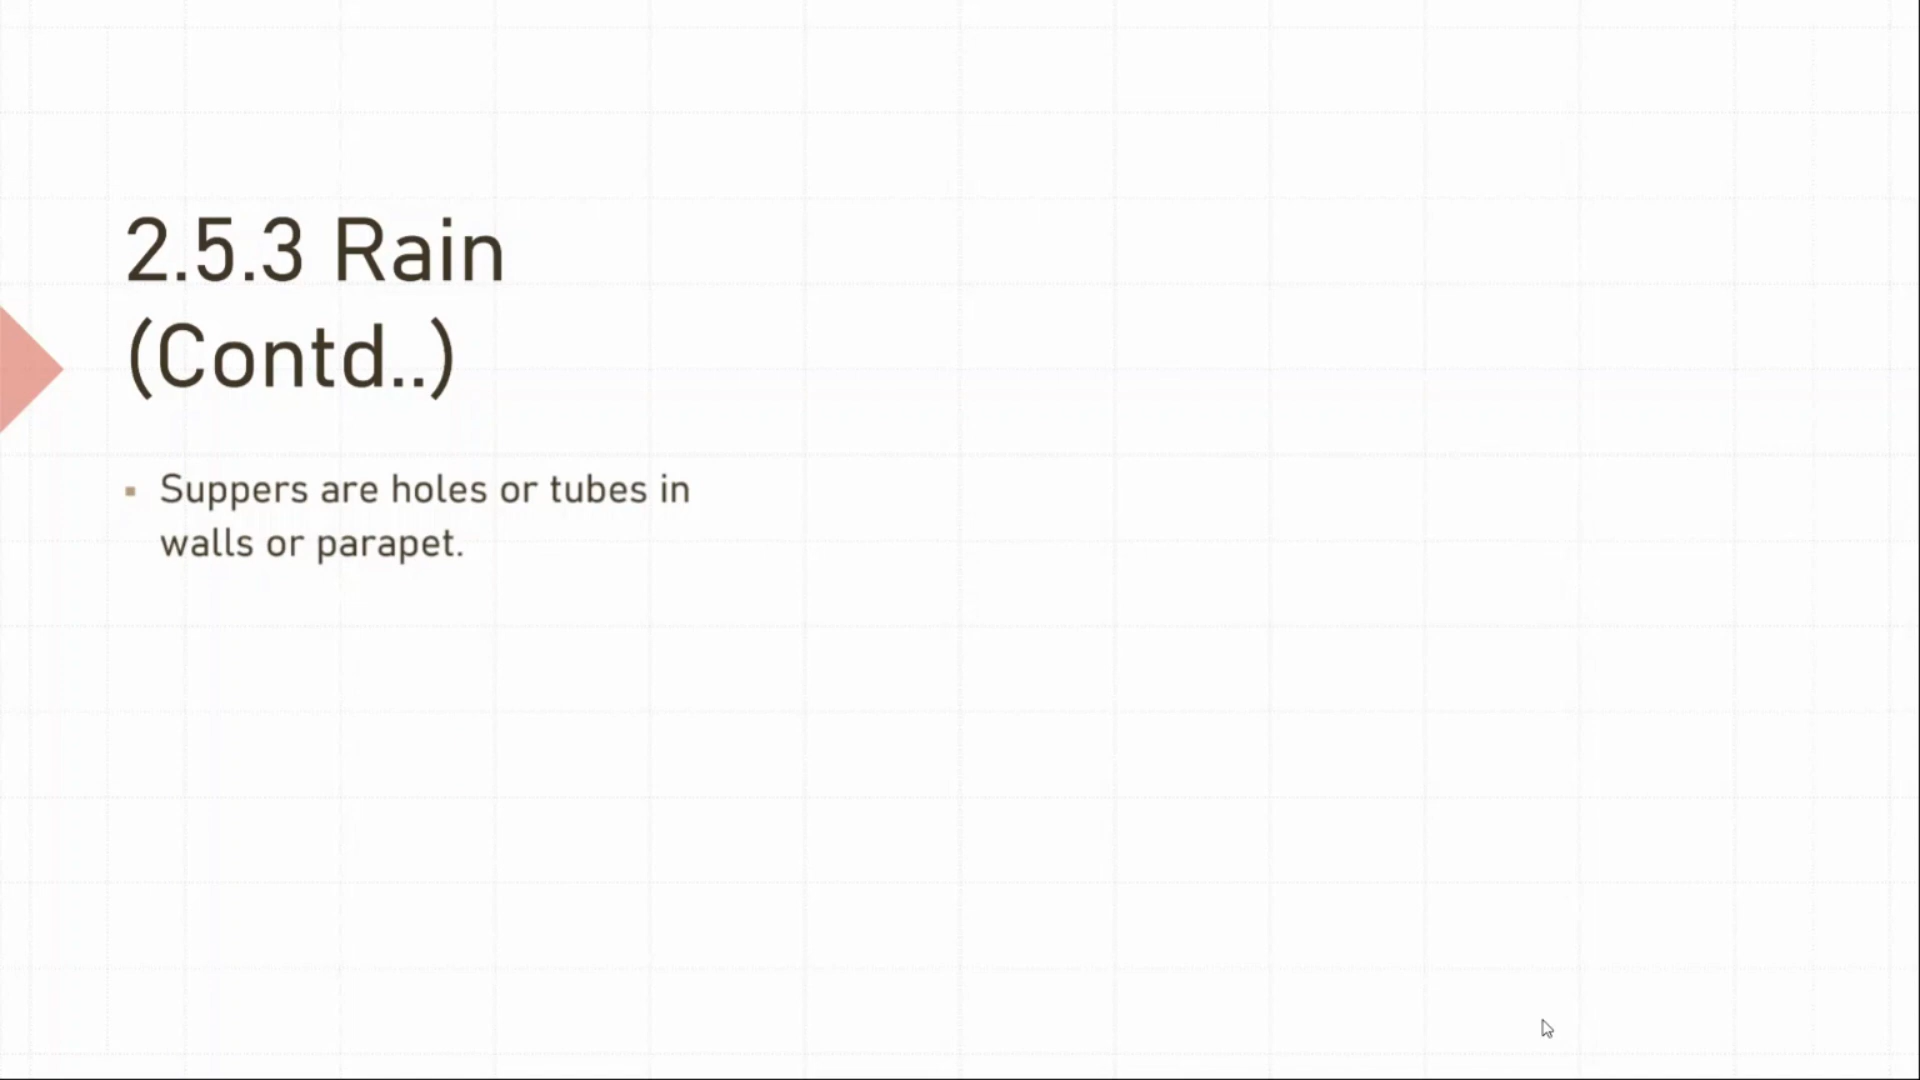 2.5.3 Rain
(Contd..)
Suppers are holes or tubes in
walls or parapet.